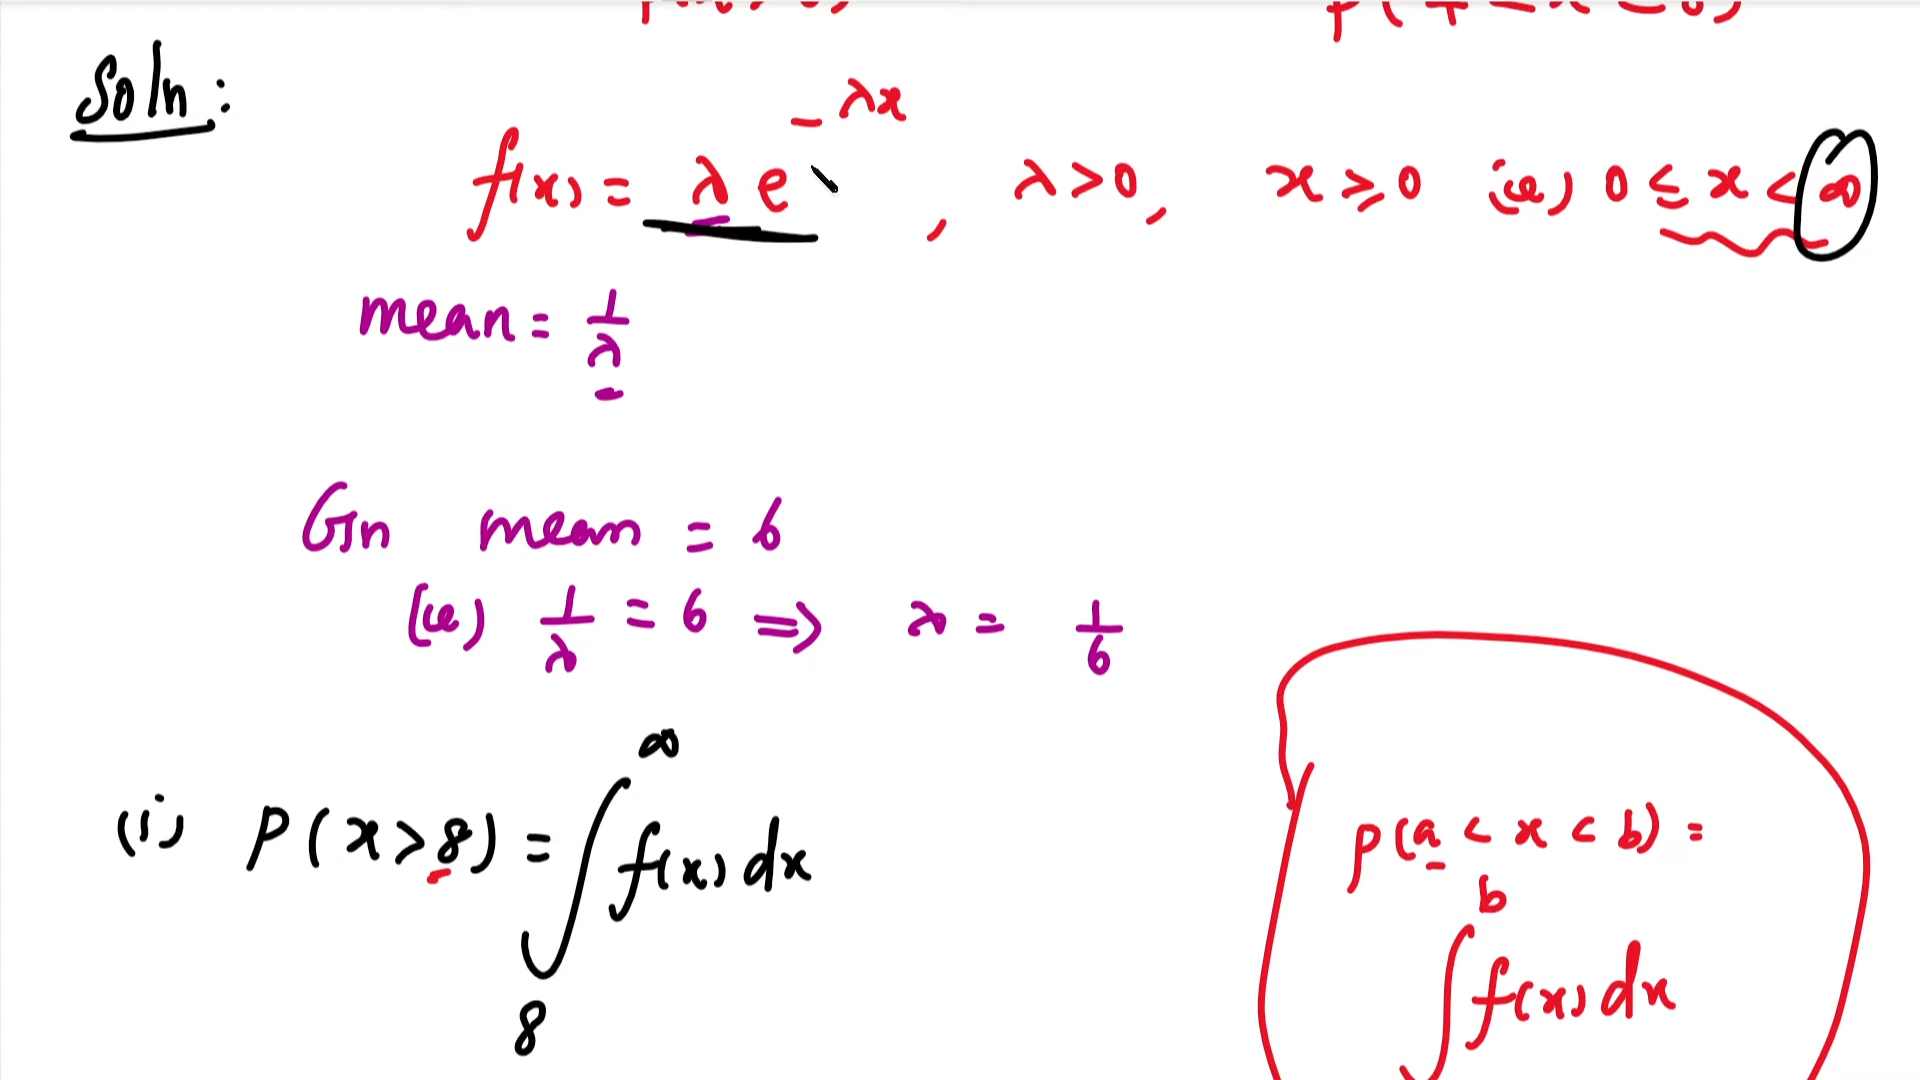 Soln:
f(x) = λ e^{-λx}, λ>0, x ≥ 0 (ie) 0 ≤ x < ∞
mean = 1/λ
Gn mean = 6
(ie) 1/λ = 6 ⇒ λ = 1/6
(i) P(x>8) = ∫_8^∞ f(x) dx
P(a < x < b) =
∫^b f(x) dx